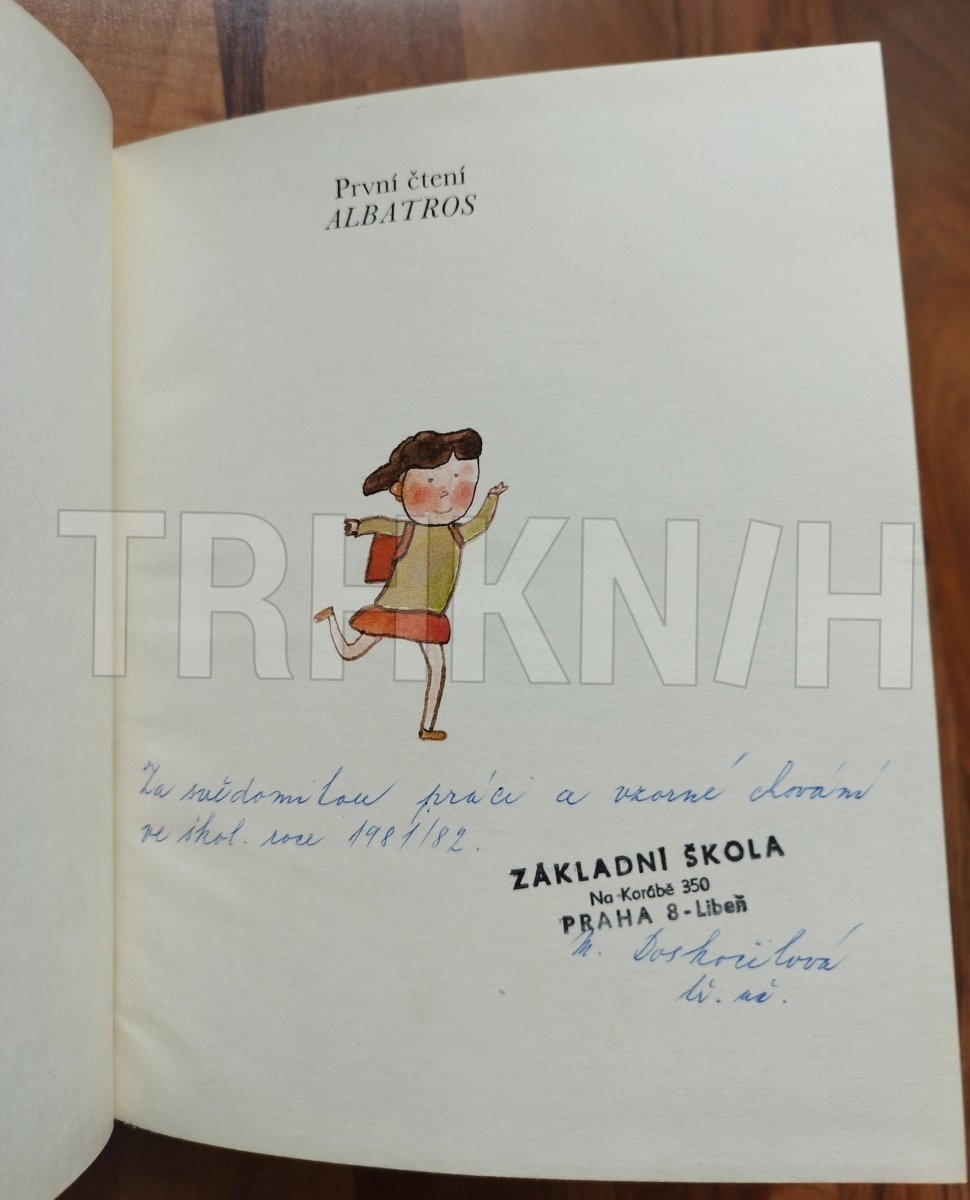 První čtení
ALBATROS
TRHKNIH
Za svědomitou práci a vzorné chování
ve škol. roce 1981/82.
ZÁKLADNÍ ŠKOLA
Na Korábě 350
PRAHA 8-Libeň
M. Doskočilová
tř. uč.